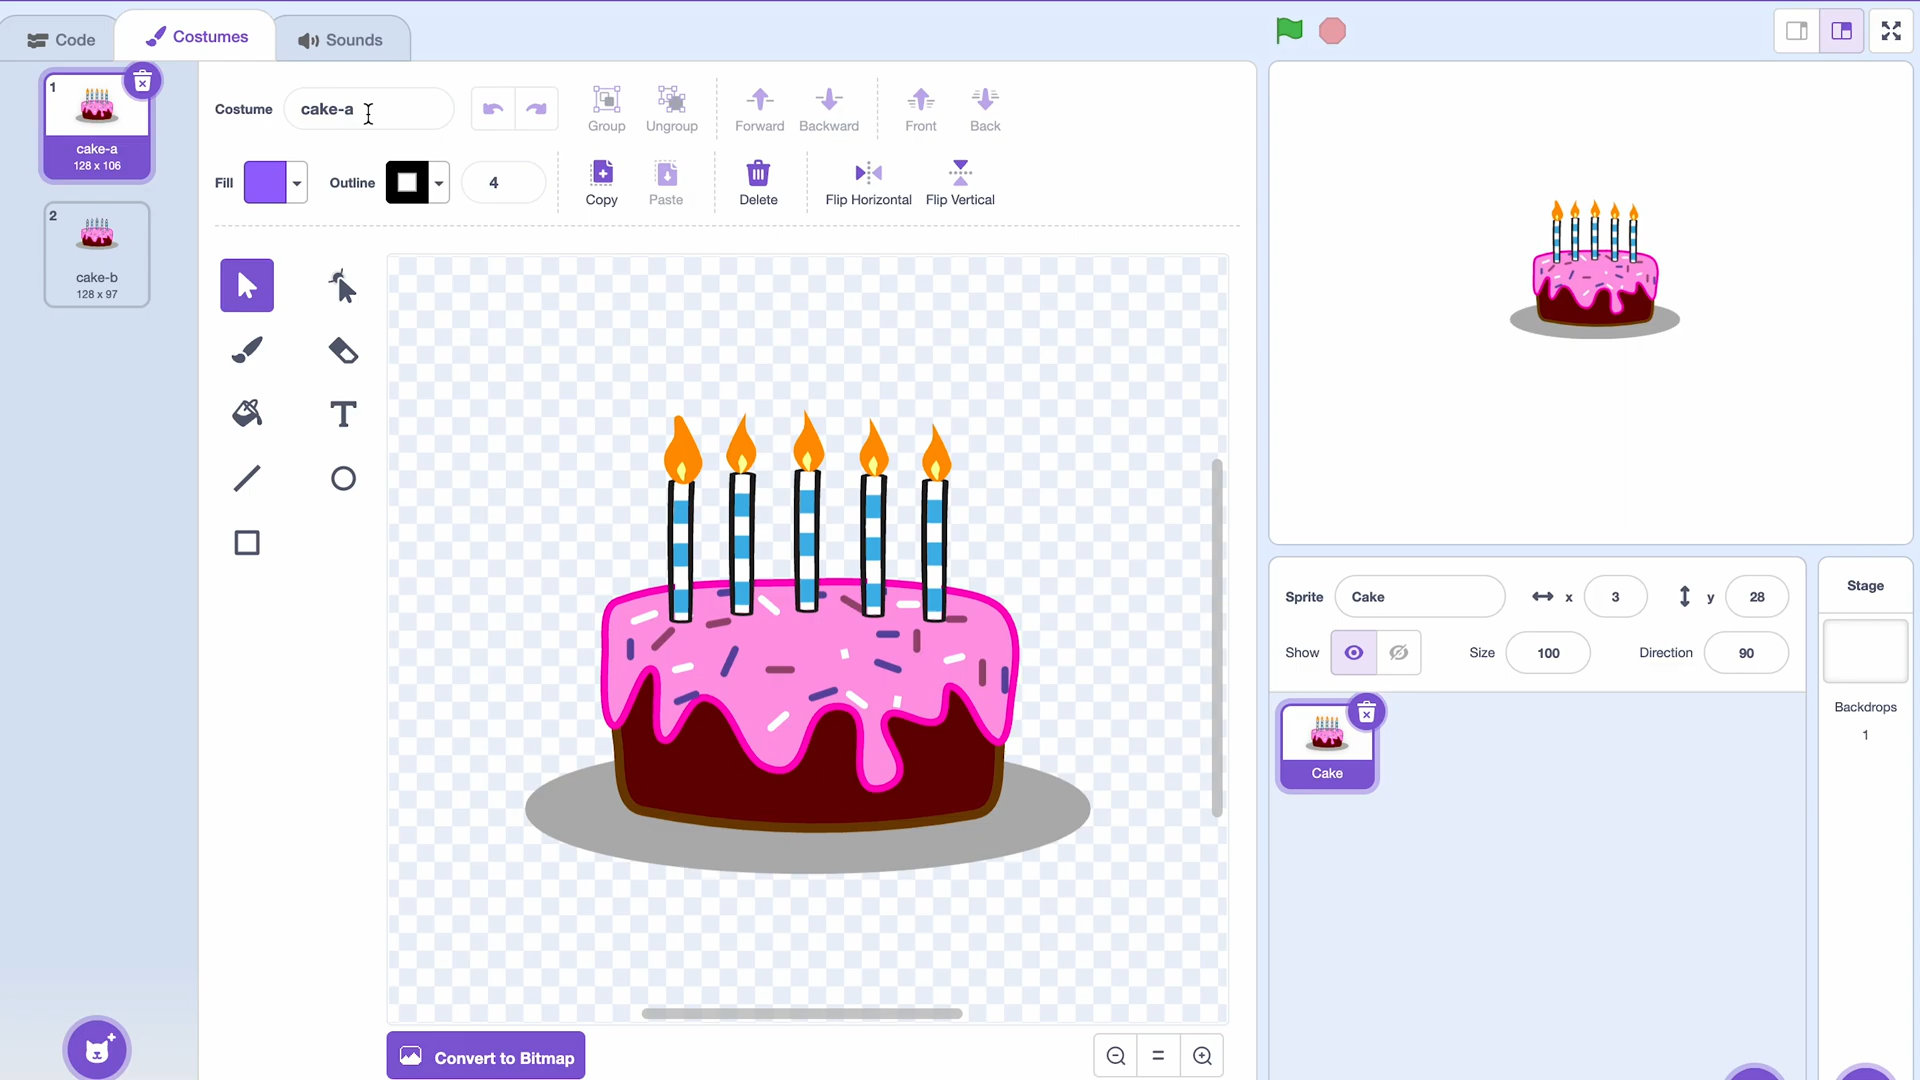 Code
Costumes
Sounds
1
cake-a
128 x 106
2
cake-b
128 x 97
Costume
cake-a
Group
Ungroup
Forward
Backward
Front
Back
Fill
Outline
4
Copy
Paste
Delete
Flip Horizontal
Flip Vertical
Convert to Bitmap
Sprite
Cake
x
3
y
28
Show
Size
100
Direction
90
Cake
Stage
Backdrops
1